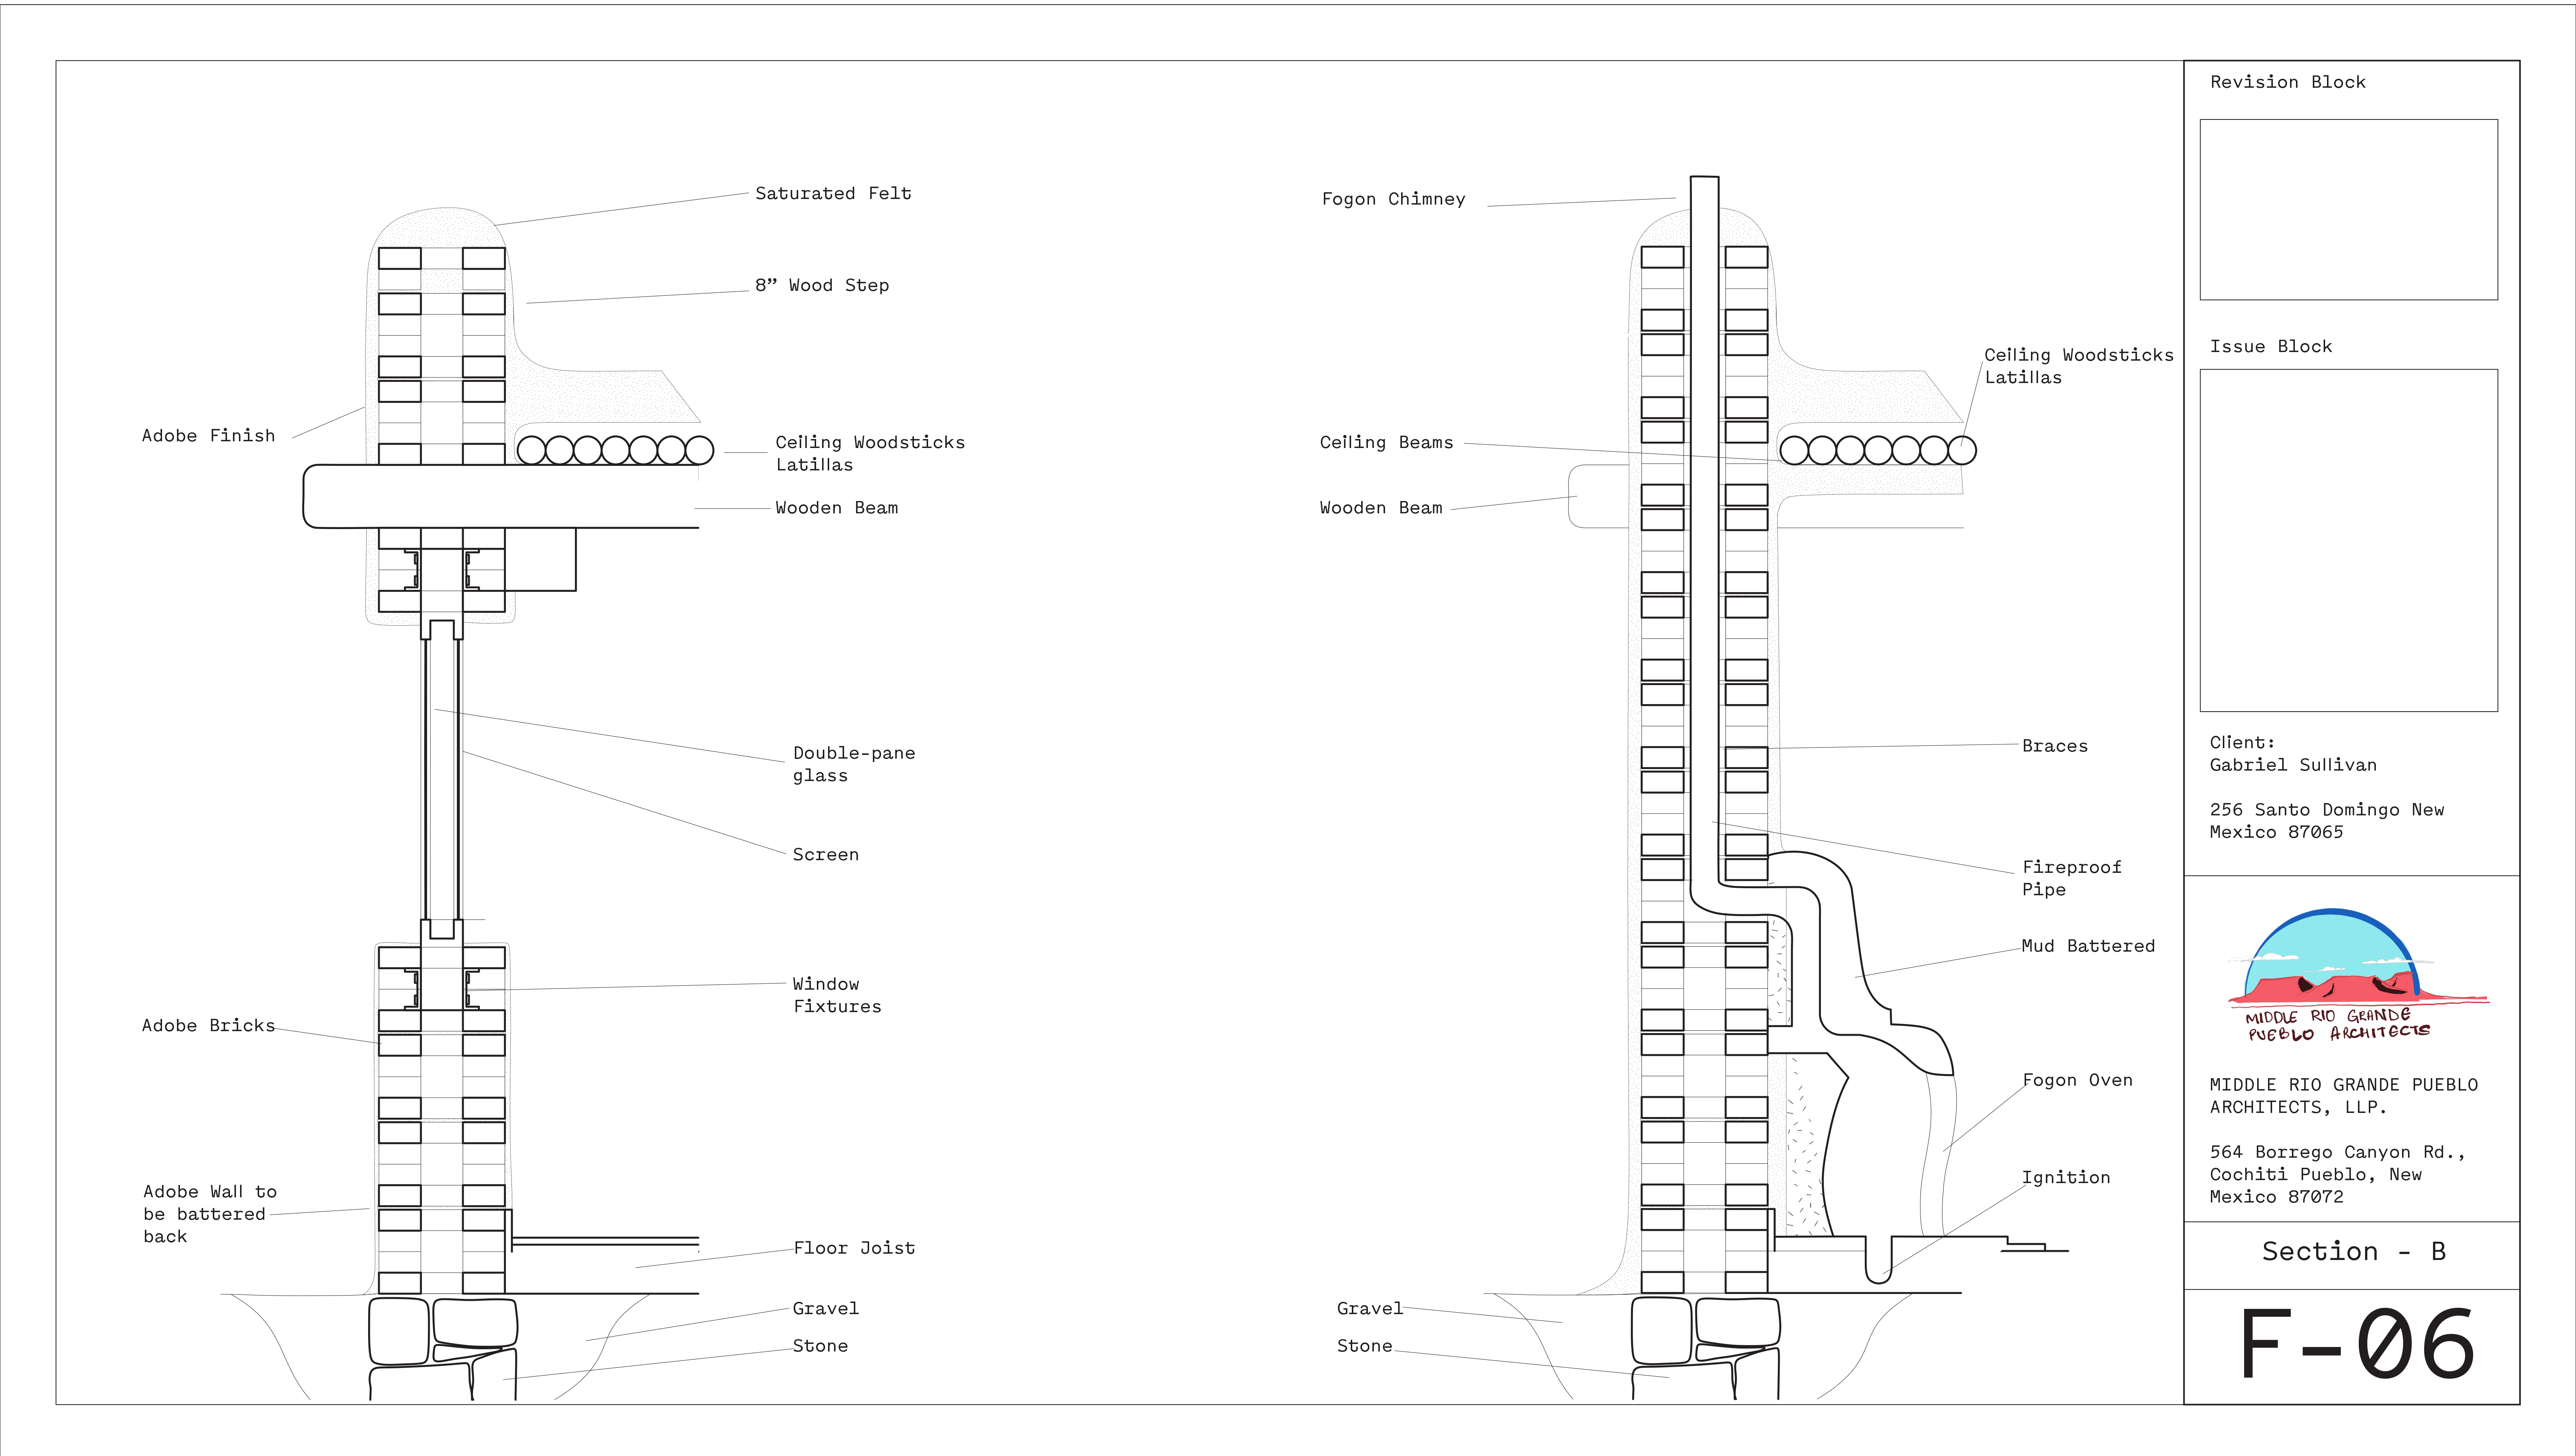 Saturated Felt
8” Wood Step
Adobe Finish
Ceiling Woodsticks
Latillas
Wooden Beam
Double-pane
glass
Screen
Window
Fixtures
Adobe Bricks
Adobe Wall to
be battered
back
Floor Joist
Gravel
Stone
Fogon Chimney
Ceiling Woodsticks
Latillas
Ceiling Beams
Wooden Beam
Braces
Fireproof
Pipe
Mud Battered
Fogon Oven
Ignition
Gravel
Stone
Revision Block
Issue Block
Client:
Gabriel Sullivan
256 Santo Domingo New
Mexico 87065
MIDDLE RIO GRANDE
PUEBLO ARCHITECTS
MIDDLE RIO GRANDE PUEBLO
ARCHITECTS, LLP.
564 Borrego Canyon Rd.,
Cochiti Pueblo, New
Mexico 87072
Section - B
F-06